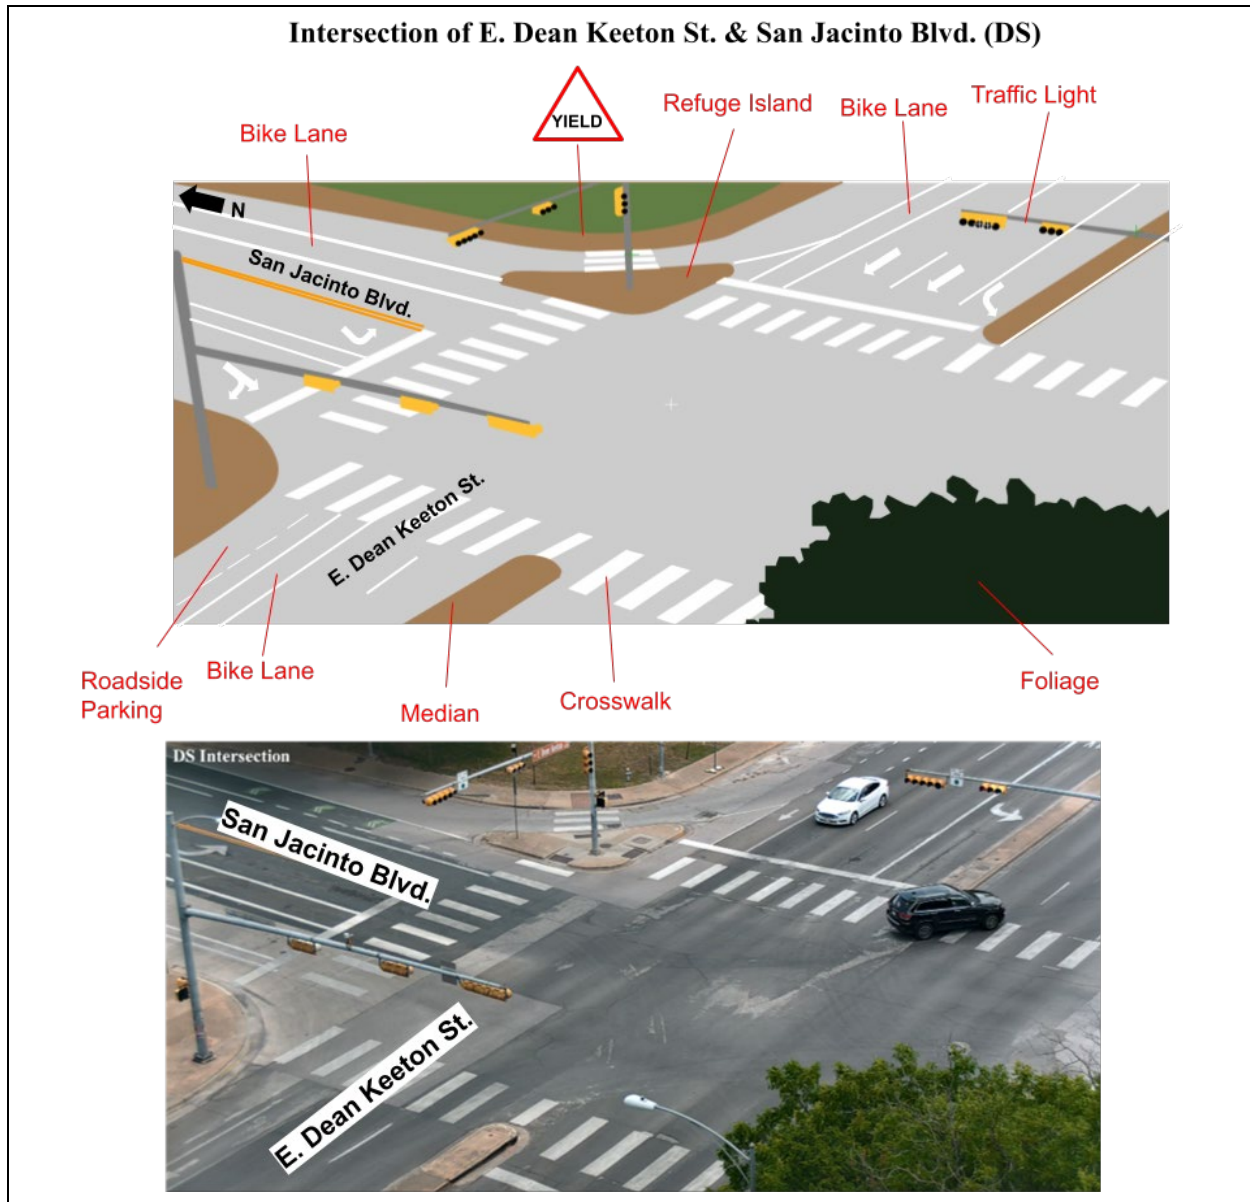 Intersection of E. Dean Keeton St. & San Jacinto Blvd. (DS)
Bike Lane
YIELD
Refuge Island
Bike Lane
Traffic Light
N
San Jacinto Blvd.
E. Dean Keeton St.
Roadside
Parking
Bike Lane
Median
Crosswalk
Foliage
DS Intersection
San Jacinto Blvd.
E. Dean Keeton St.